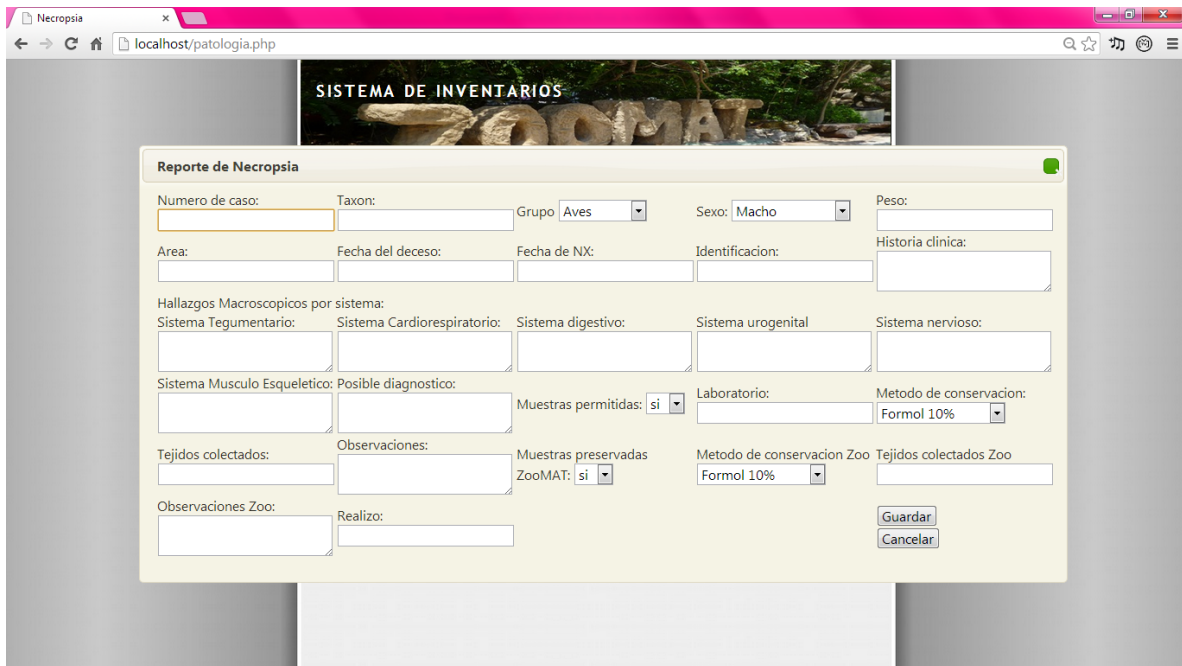 Necropsia
localhost/patologia.php
SISTEMA DE INVENTARIOS
ZOOMAT
Reporte de Necropsia
Numero de caso: Taxon: Grupo Aves Sexo: Macho Peso:
Area: Fecha del deceso: Fecha de NX: Identificacion: Historia clinica:
Hallazgos Macroscopicos por sistema:
Sistema Tegumentario: Sistema Cardiorespiratorio: Sistema digestivo: Sistema urogenital Sistema nervioso:
Sistema Musculo Esqueletico: Posible diagnostico: Muestras permitidas: si Laboratorio: Metodo de conservacion:
Formol 10%
Tejidos colectados: Observaciones: Muestras preservadas Metodo de conservacion Zoo Tejidos colectados Zoo
ZooMAT: si Formol 10%
Observaciones Zoo: Realizo: Guardar
Cancelar